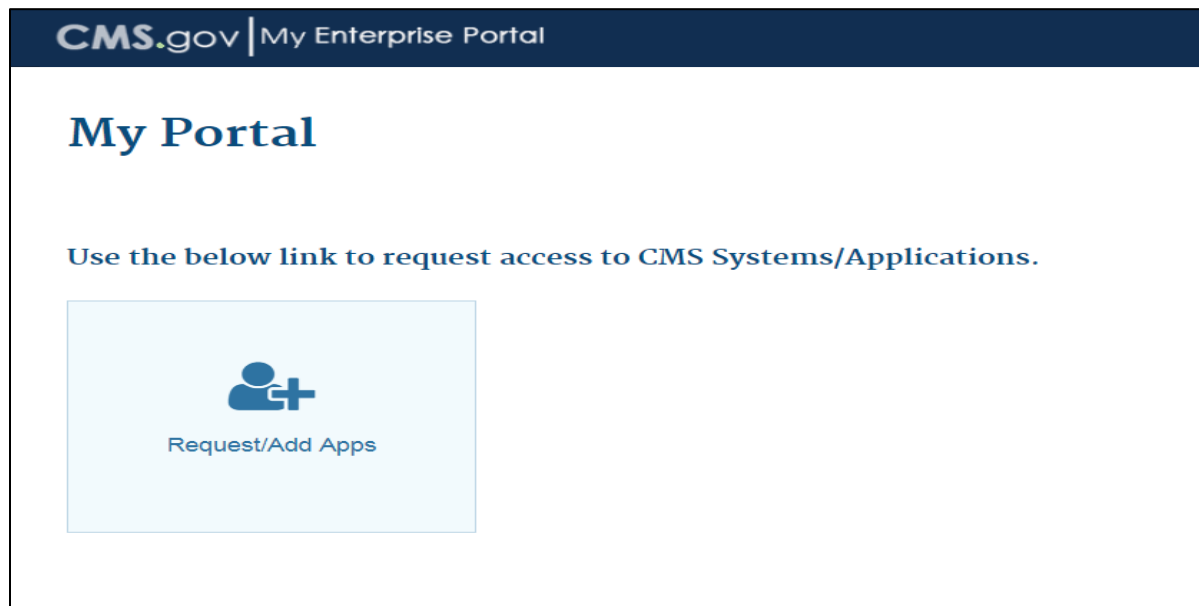 CMS.gov My Enterprise Portal
My Portal
Use the below link to request access to CMS Systems/Applications.
Request/Add Apps